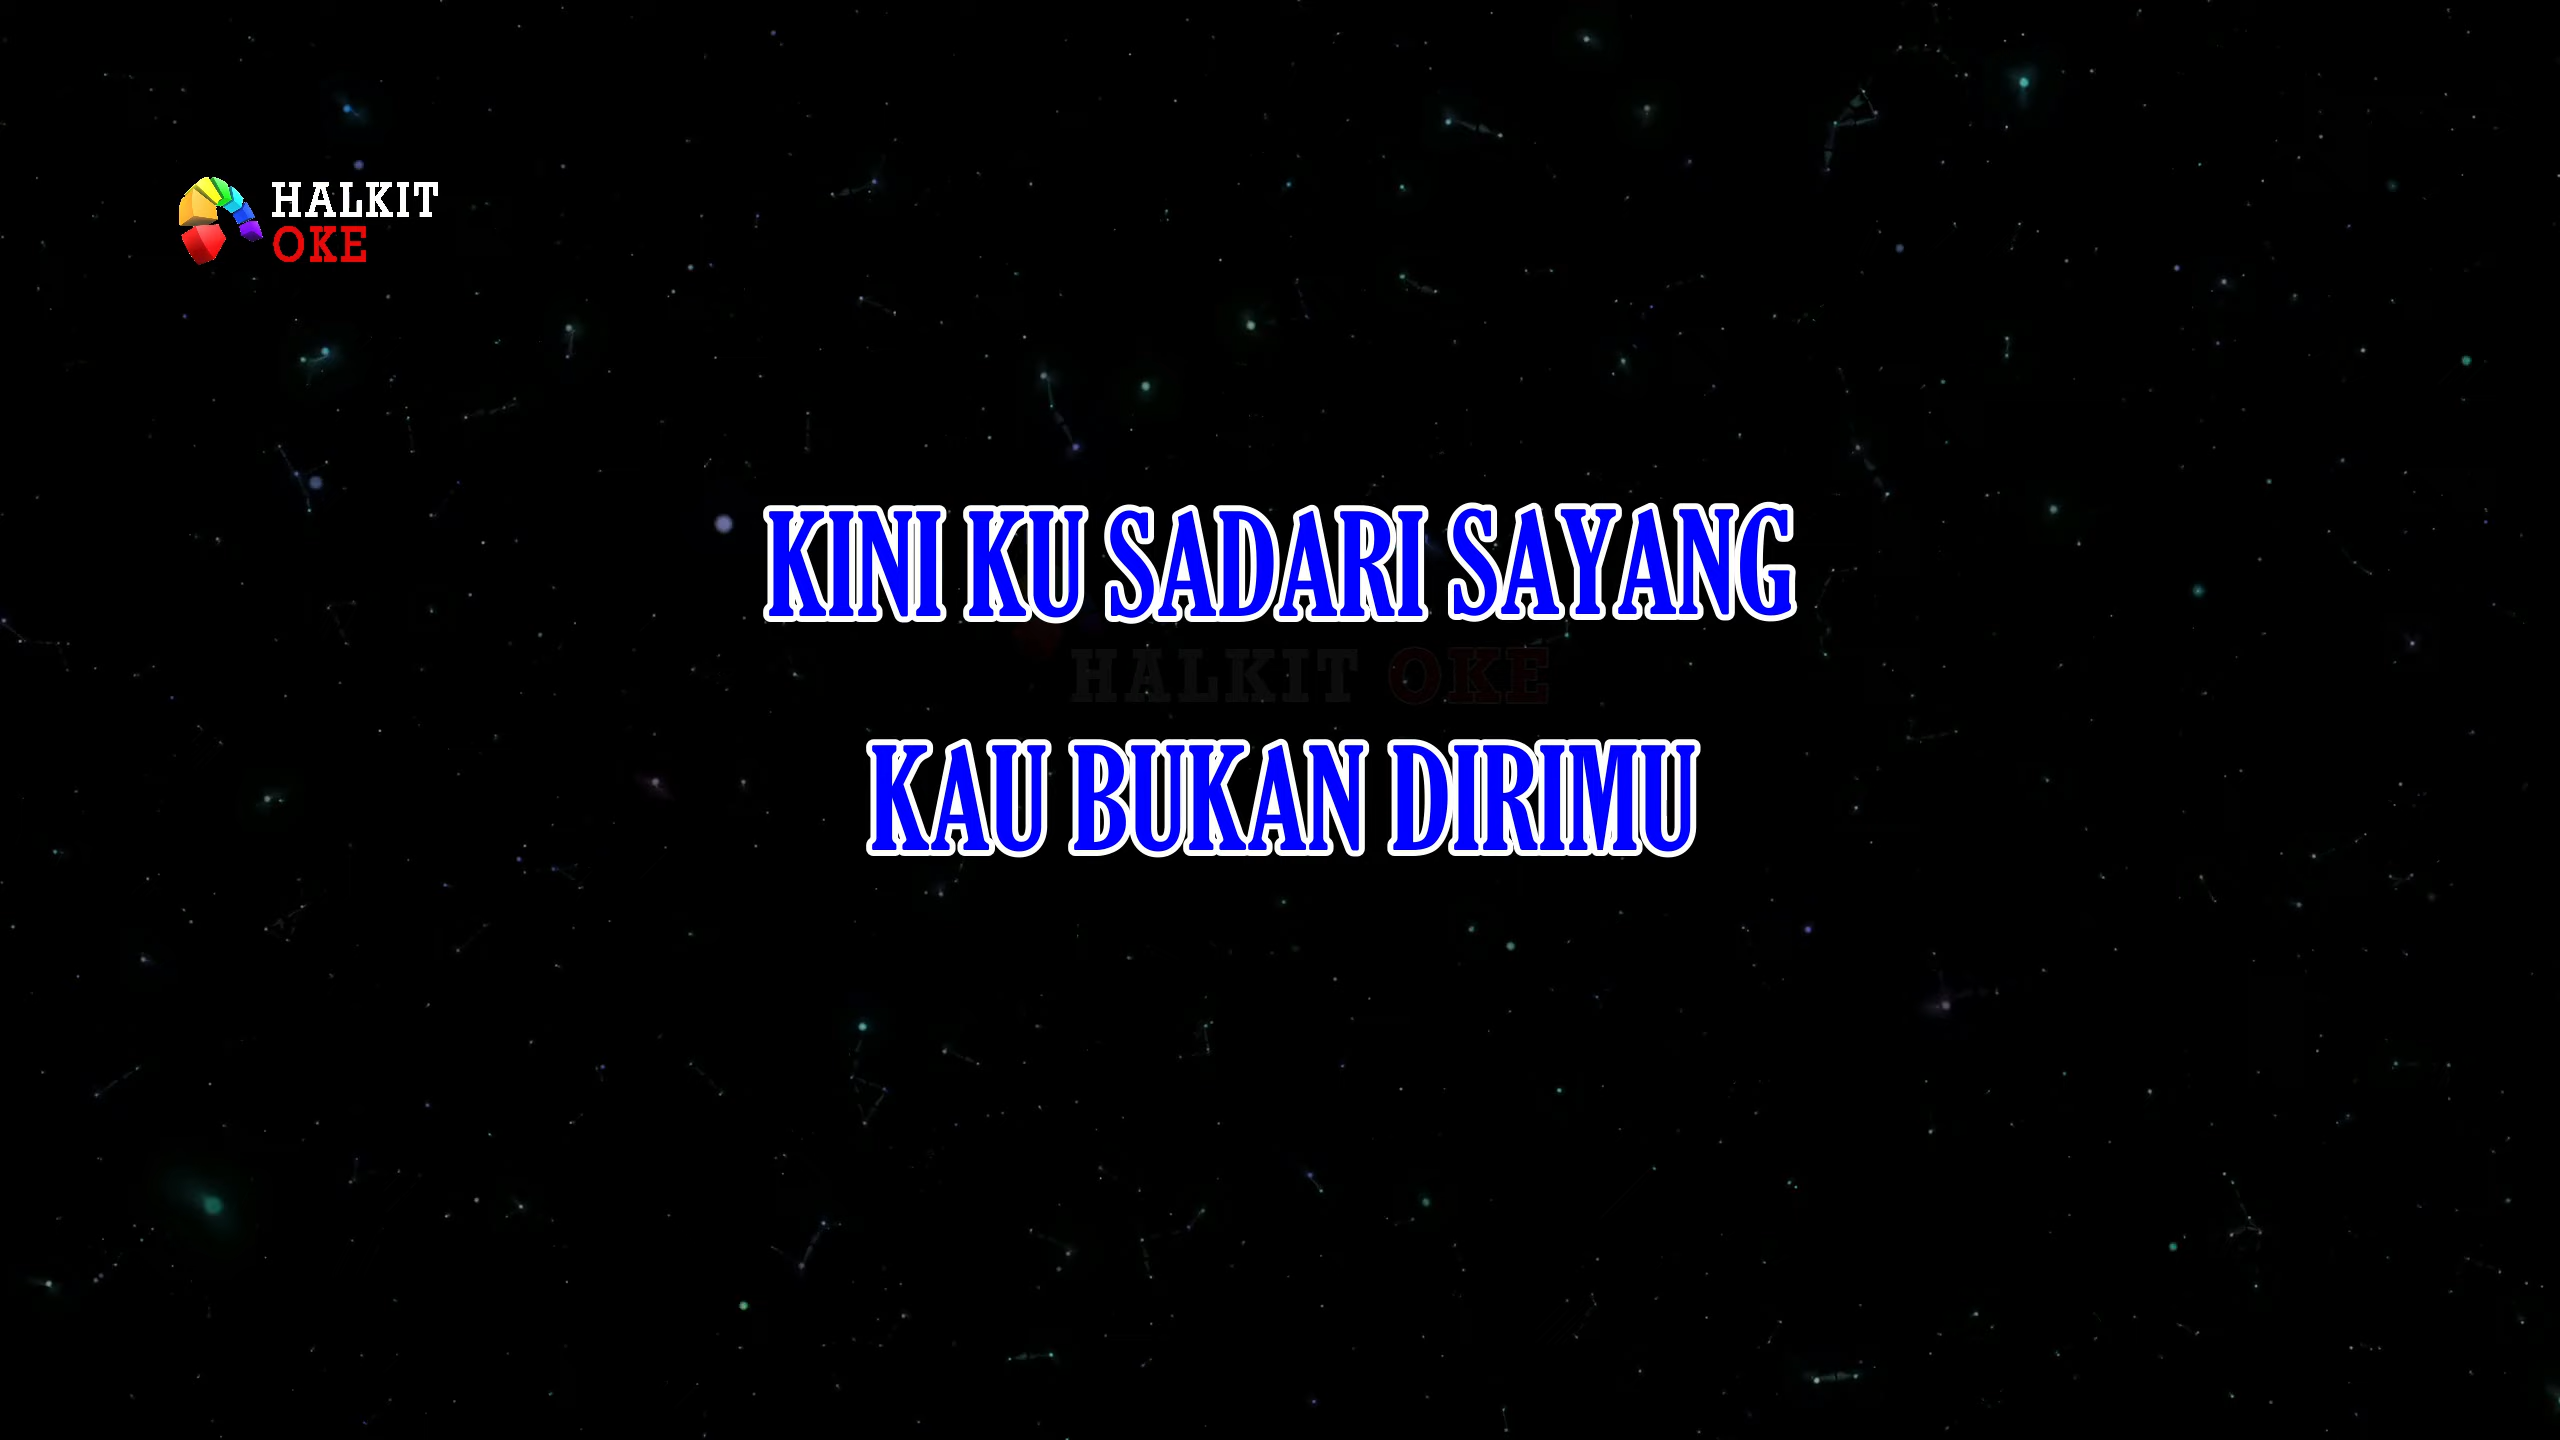 HALKIT
OKE
KINI KU SADARI SAYANG
HALKIT OKE
KAU BUKAN DIRIMU